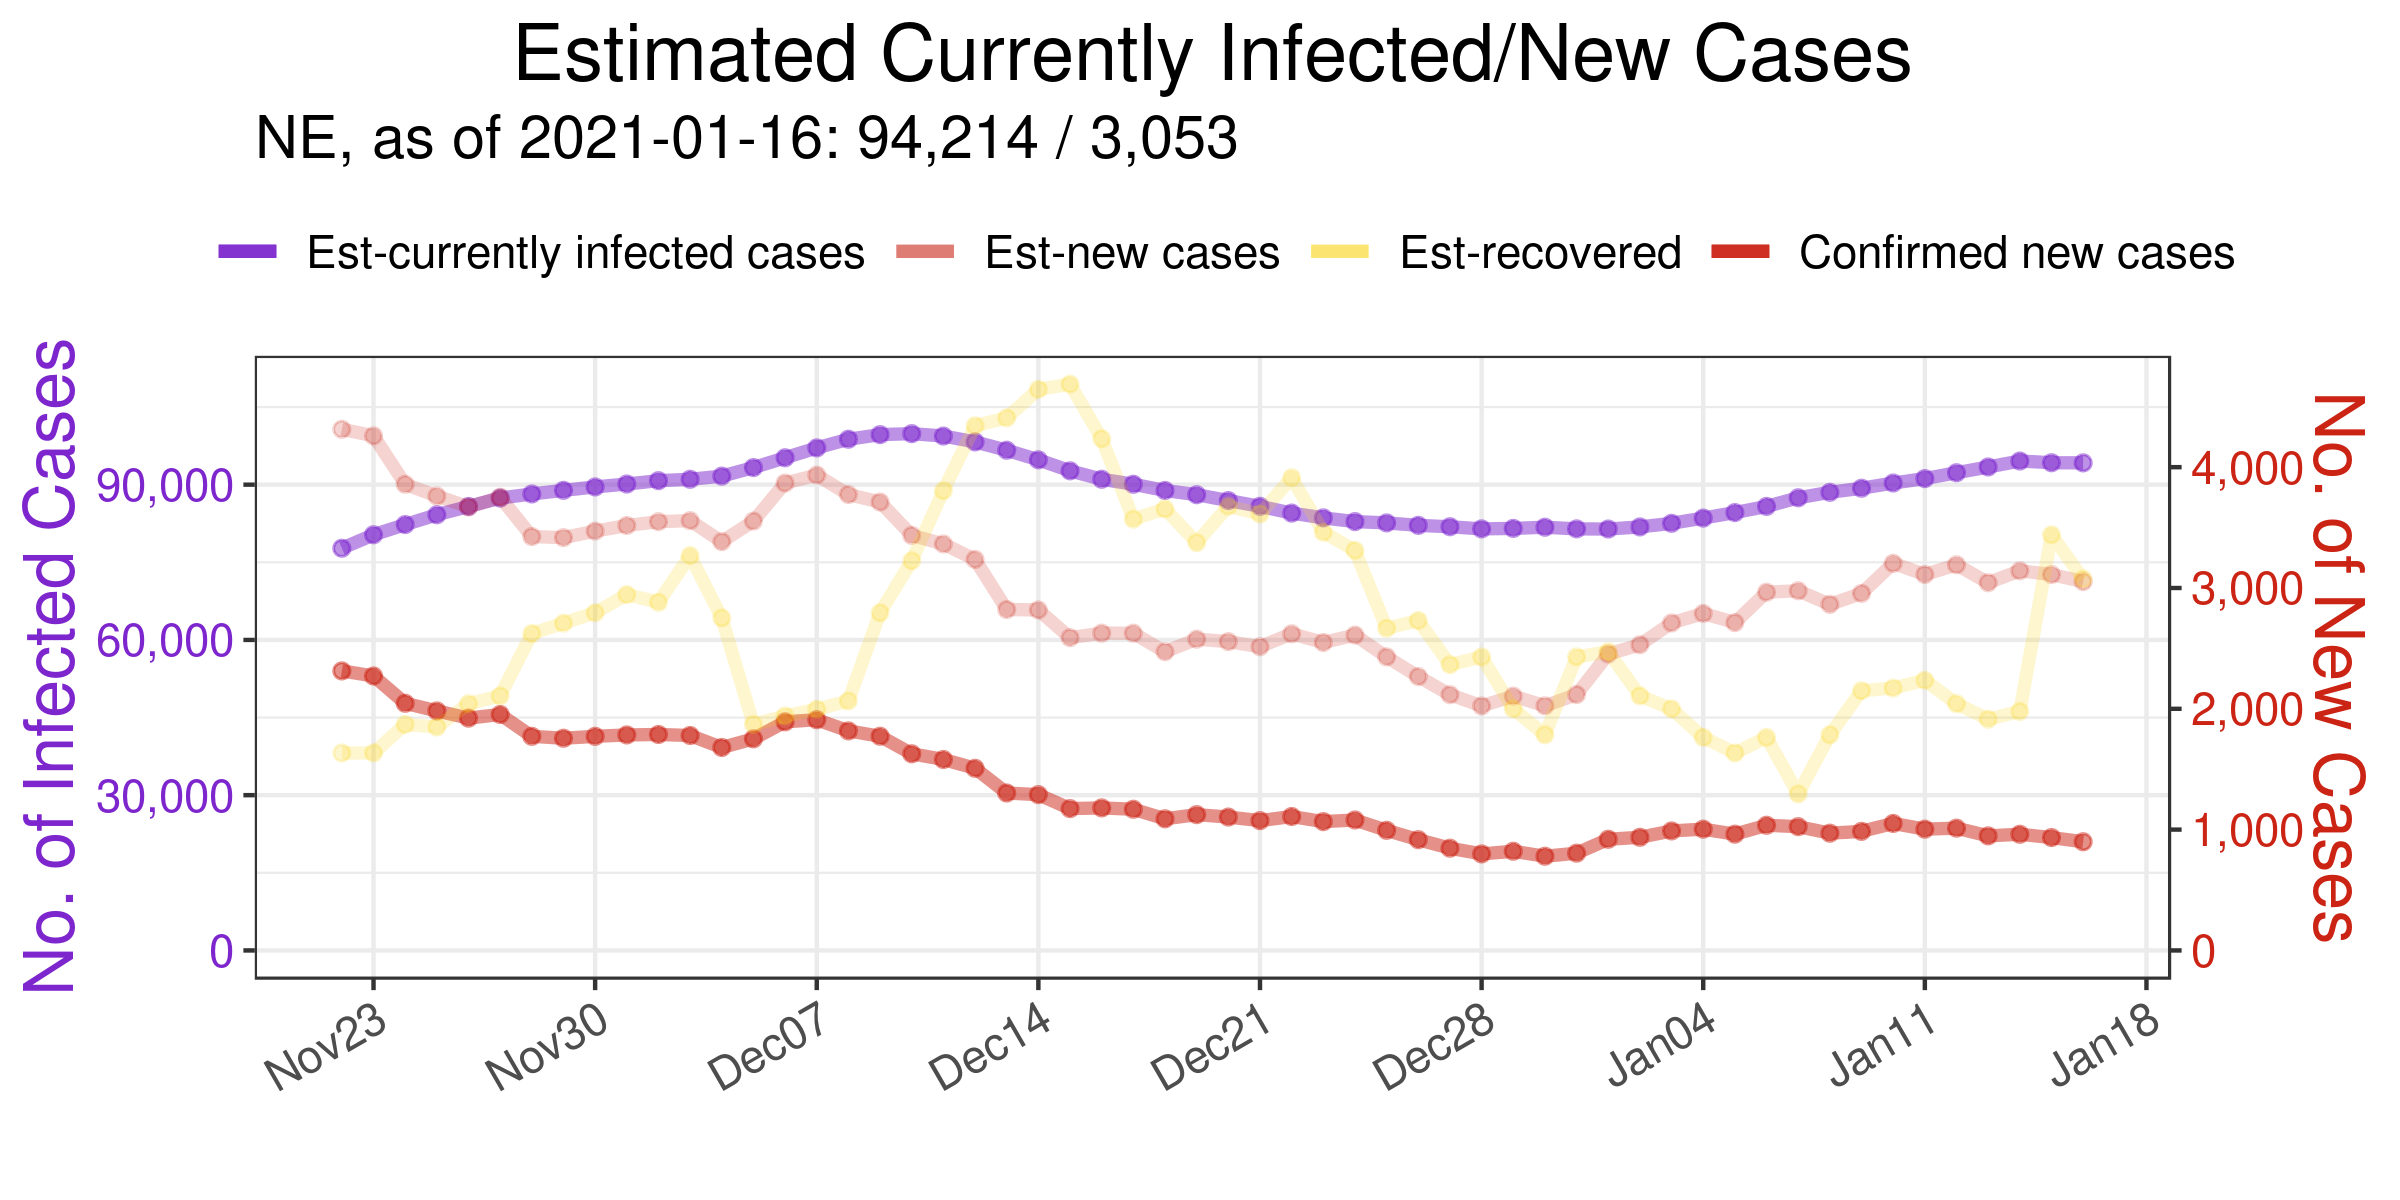 Estimated Currently Infected/New Cases
NE, as of 2021-01-16: 94,214 / 3,053
Est-currently infected cases
Est-new cases
Est-recovered
Confirmed new cases
No. of Infected Cases
90,000
60,000
30,000
0
4,000
3,000
2,000
1,000
0
No. of New Cases
Nov23
Nov30
Dec07
Dec14
Dec21
Dec28
Jan04
Jan11
Jan18